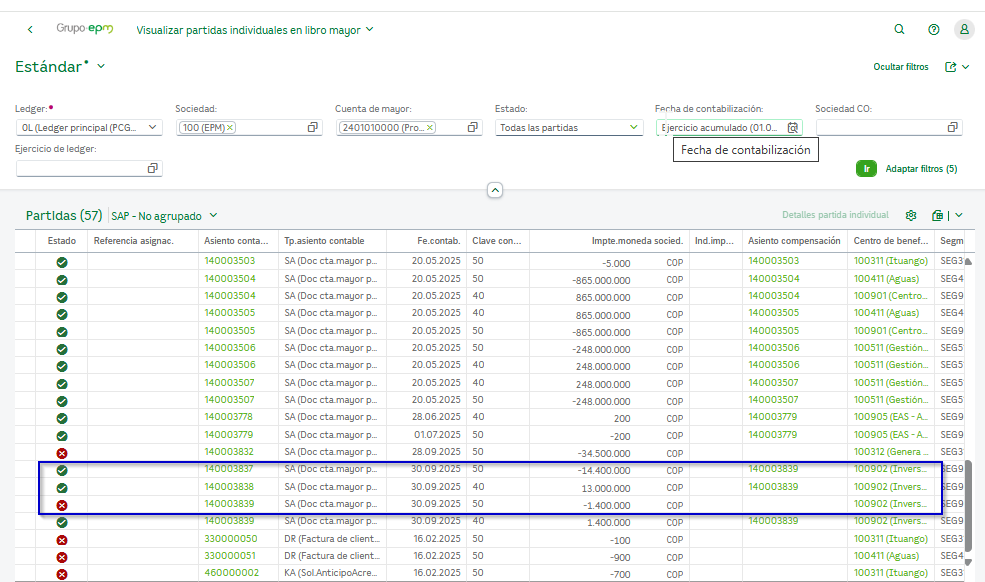 Grupo·epm Visualizar partidas individuales en libro mayor
Estándar* Ocultar filtros
Ledger:* Sociedad: Cuenta de mayor: Estado: Fecha de contabilización: Sociedad CO:
0L (Ledger principal (PCG... 100 (EPM) 2401010000 (Pro... Todas las partidas Ejercicio acumulado (01.0...
Ejercicio de ledger: Fecha de contabilización
Ir Adaptar filtros (5)
Partidas (57) SAP - No agrupado Detalles partida individual
Estado Referencia asignac. Asiento conta... Tp.asiento contable Fe.contab. Clave con... Impte.moneda socied. Ind.imp... Asiento compensación Centro de benef... Segm
140003503 SA (Doc cta.mayor p... 20.05.2025 50 -5.000 COP 140003503 100311 (Ituango) SEG3
140003504 SA (Doc cta.mayor p... 20.05.2025 50 -865.000.000 COP 140003504 100411 (Aguas) SEG4
140003504 SA (Doc cta.mayor p... 20.05.2025 40 865.000.000 COP 140003504 100901 (Centro... SEG9
140003505 SA (Doc cta.mayor p... 20.05.2025 40 865.000.000 COP 140003505 100411 (Aguas) SEG4
140003505 SA (Doc cta.mayor p... 20.05.2025 50 -865.000.000 COP 140003505 100901 (Centro... SEG9
140003506 SA (Doc cta.mayor p... 20.05.2025 50 -248.000.000 COP 140003506 100511 (Gestión... SEG5
140003506 SA (Doc cta.mayor p... 20.05.2025 40 248.000.000 COP 140003506 100511 (Gestión... SEG5
140003507 SA (Doc cta.mayor p... 20.05.2025 40 248.000.000 COP 140003507 100511 (Gestión... SEG5
140003507 SA (Doc cta.mayor p... 20.05.2025 50 -248.000.000 COP 140003507 100511 (Gestión... SEG5
140003778 SA (Doc cta.mayor p... 28.06.2025 40 200 COP 140003779 100905 (EAS - A... SEG9
140003779 SA (Doc cta.mayor p... 01.07.2025 50 -200 COP 140003779 100905 (EAS - A... SEG9
140003832 SA (Doc cta.mayor p... 28.09.2025 50 -34.500.000 COP 100312 (Genera ... SEG3
140003837 SA (Doc cta.mayor p... 30.09.2025 50 -14.400.000 COP 140003839 100902 (Invers... SEG9
140003838 SA (Doc cta.mayor p... 30.09.2025 40 13.000.000 COP 140003839 100902 (Invers... SEG9
140003839 SA (Doc cta.mayor p... 30.09.2025 50 -1.400.000 COP 100902 (Invers... SEG9
140003839 SA (Doc cta.mayor p... 30.09.2025 40 1.400.000 COP 140003839 100902 (Invers... SEG9
330000050 DR (Factura de client... 16.02.2025 50 -100 COP 100311 (Ituango) SEG3
330000051 DR (Factura de client... 16.02.2025 50 -900 COP 100411 (Aguas) SEG4
460000002 KA (Sol.AnticipoAcre... 16.02.2025 50 -700 COP 100311 (Ituango) SEG3